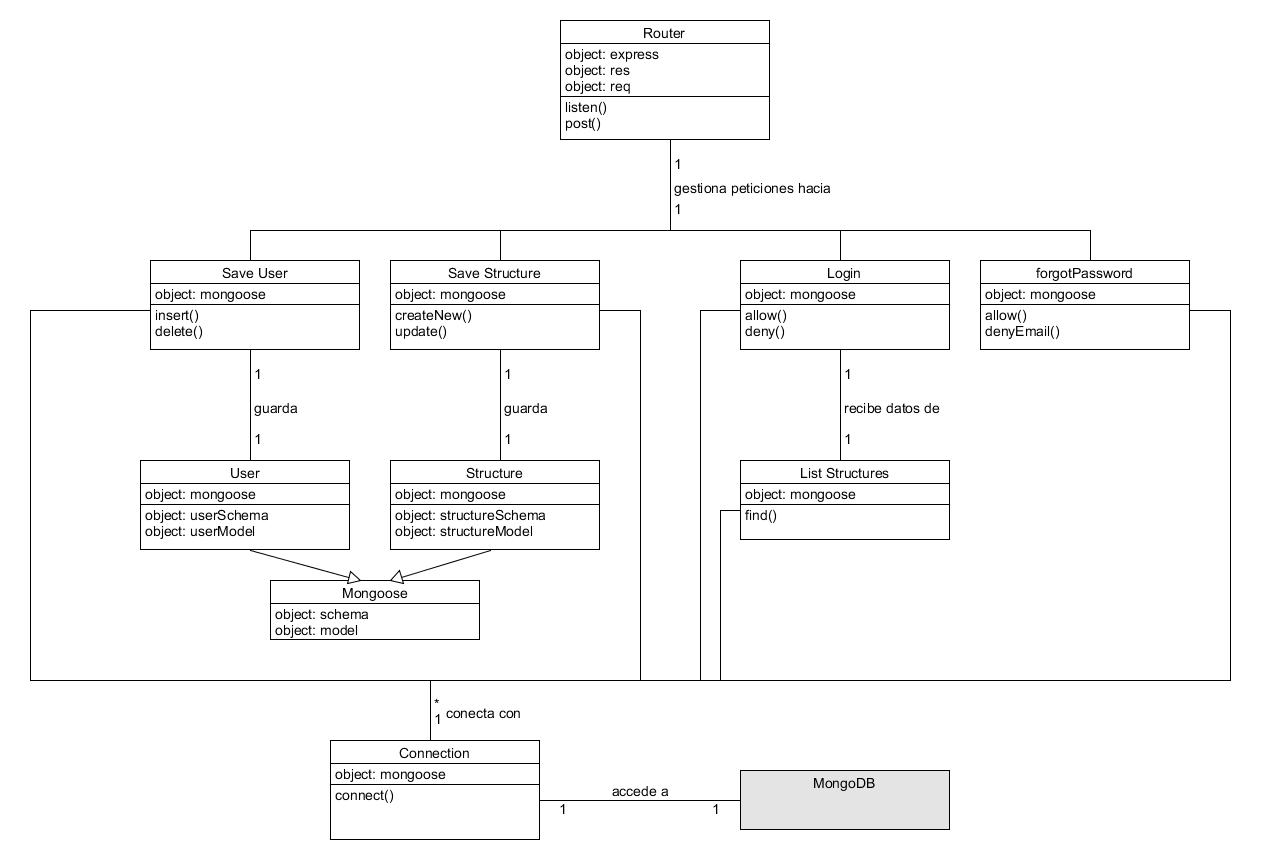 Router
object: express
object: res
object: req
listen()
post()
1
gestiona peticiones hacia
1
Save User
object: mongoose
insert()
delete()
Save Structure
object: mongoose
createNew()
update()
Login
object: mongoose
allow()
deny()
forgotPassword
object: mongoose
allow()
denyEmail()
1
guarda
1
1
guarda
1
1
recibe datos de
1
User
object: mongoose
object: userSchema
object: userModel
Structure
object: mongoose
object: structureSchema
object: structureModel
List Structures
object: mongoose
find()
Mongoose
object: schema
object: model
*
1 conecta con
Connection
object: mongoose
connect()
accede a
1
1
MongoDB